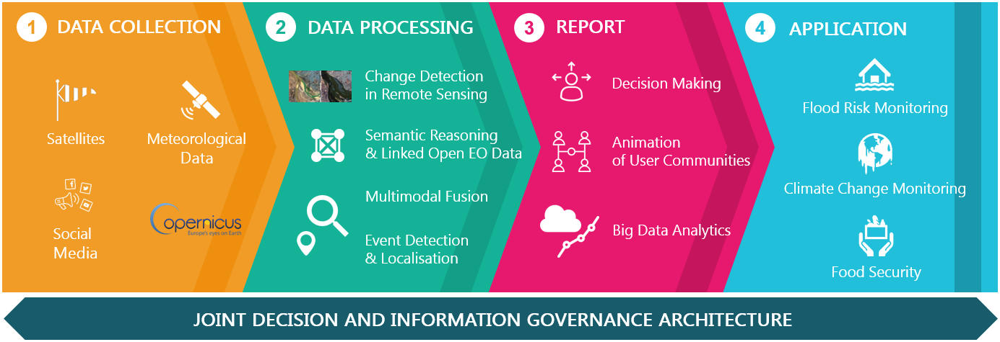 1 DATA COLLECTION
Satellites
Meteorological
Data
Social
Media
Copernicus
Europe's eyes on Earth
2 DATA PROCESSING
Change Detection
in Remote Sensing
Semantic Reasoning
& Linked Open EO Data
Multimodal Fusion
Event Detection
& Localisation
3 REPORT
Decision Making
Animation
of User Communities
Big Data Analytics
4 APPLICATION
Flood Risk Monitoring
Climate Change Monitoring
Food Security
JOINT DECISION AND INFORMATION GOVERNANCE ARCHITECTURE